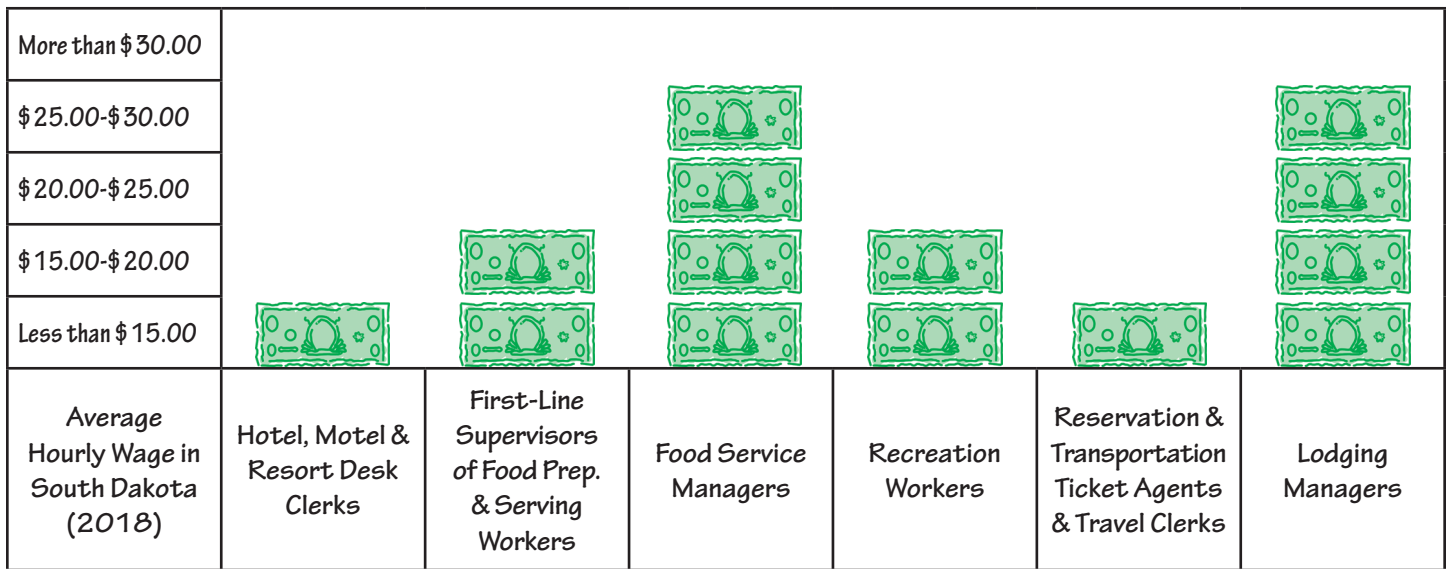 More than $30.00
$25.00-$30.00
$20.00-$25.00
$15.00-$20.00
Less than $15.00
Average
Hourly Wage in
South Dakota
(2018)
Hotel, Motel &
Resort Desk
Clerks
First-Line
Supervisors
of Food Prep.
& Serving
Workers
Food Service
Managers
Recreation
Workers
Reservation &
Transportation
Ticket Agents
& Travel Clerks
Lodging
Managers